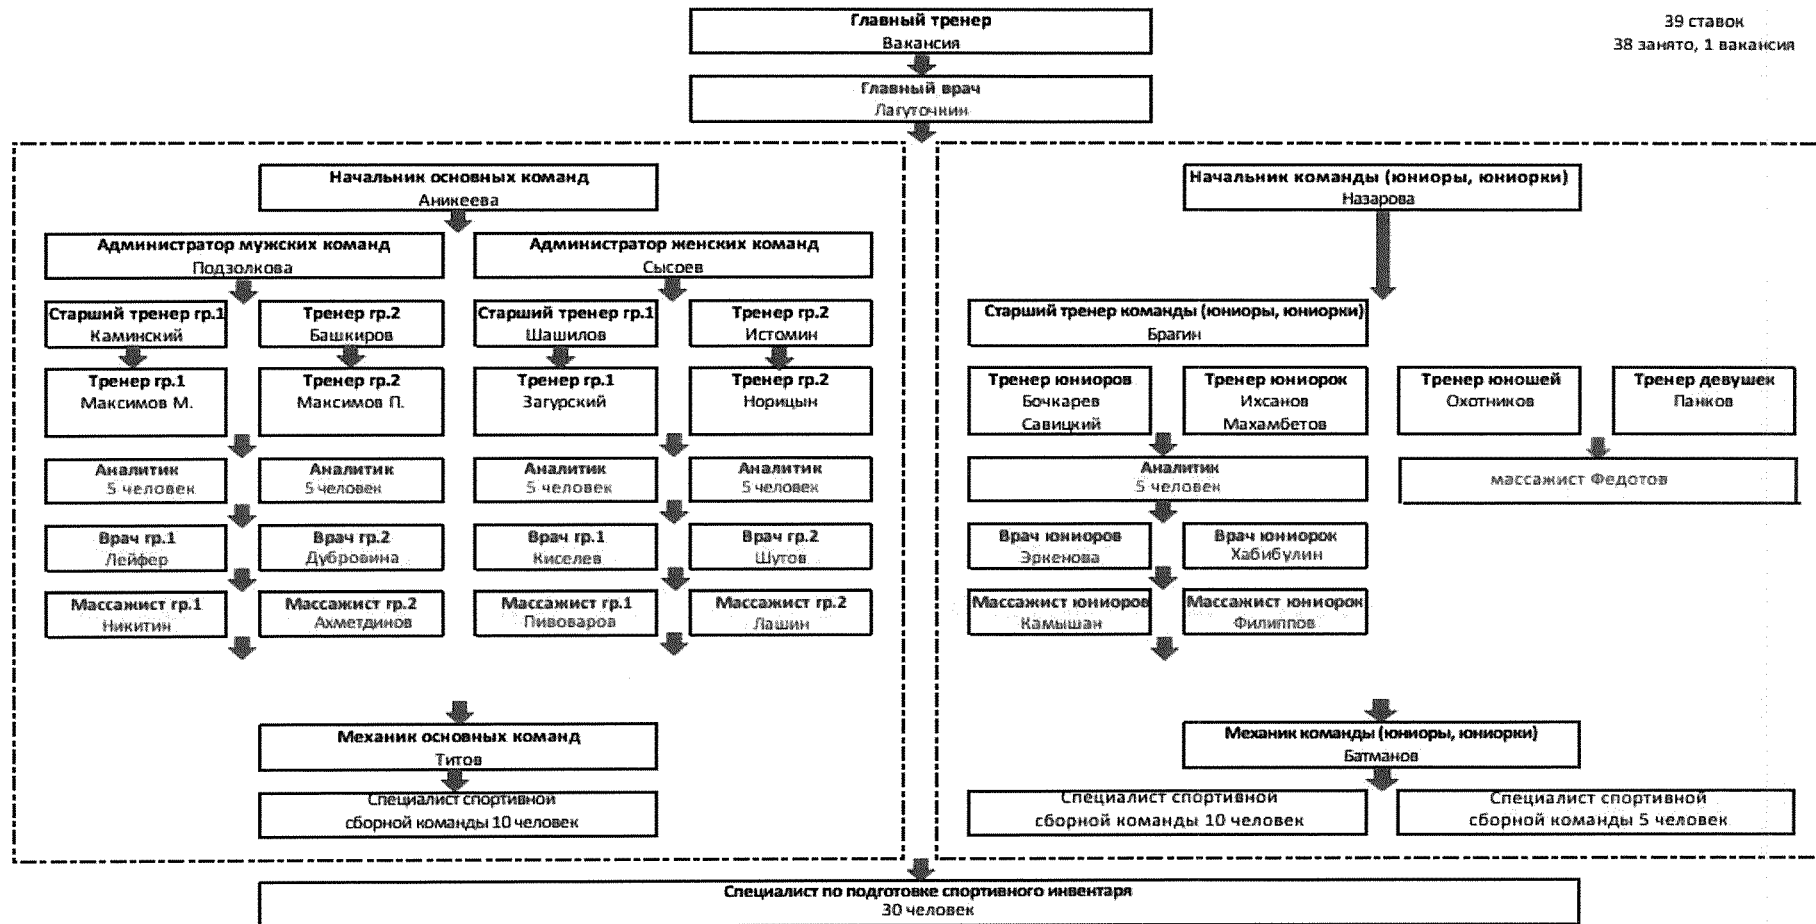 Главный тренер
Вакансия
39 ставок
38 занято, 1 вакансия
Главный врач
Лагуточкин
Начальник основных команд
Аникеева
Администратор мужских команд
Подзолкова
Администратор женских команд
Сысоев
Старший тренер гр.1
Каминский
Тренер гр.2
Башкиров
Старший тренер гр.1
Шашилов
Тренер гр.2
Истомин
Тренер гр.1
Максимов М.
Тренер гр.2
Максимов П.
Тренер гр.1
Загурский
Тренер гр.2
Норицын
Аналитик
5 человек
Аналитик
5 человек
Аналитик
5 человек
Аналитик
5 человек
Врач гр.1
Лейфер
Врач гр.2
Дубровина
Врач гр.1
Киселев
Врач гр.2
Шутов
Массажист гр.1
Никитин
Массажист гр.2
Ахметдинов
Массажист гр.1
Пивоваров
Массажист гр.2
Лашин
Механик основных команд
Титов
Специалист спортивной
сборной команды 10 человек
Начальник команды (юниоры, юниорки)
Назарова
Старший тренер команды (юниоры, юниорки)
Брагин
Тренер юниоров
Бочкарев
Савицкий
Тренер юниорок
Ихсанов
Махамбетов
Тренер юношей
Охотников
Тренер девушек
Панков
Аналитик
5 человек
массажист Федотов
Врач юниоров
Эркенова
Врач юниорок
Хабибулин
Массажист юниоров
Камышан
Массажист юниорок
Филиппов
Механик команды (юниоры, юниорки)
Батманов
Специалист спортивной
сборной команды 10 человек
Специалист спортивной
сборной команды 5 человек
Специалист по подготовке спортивного инвентаря
30 человек